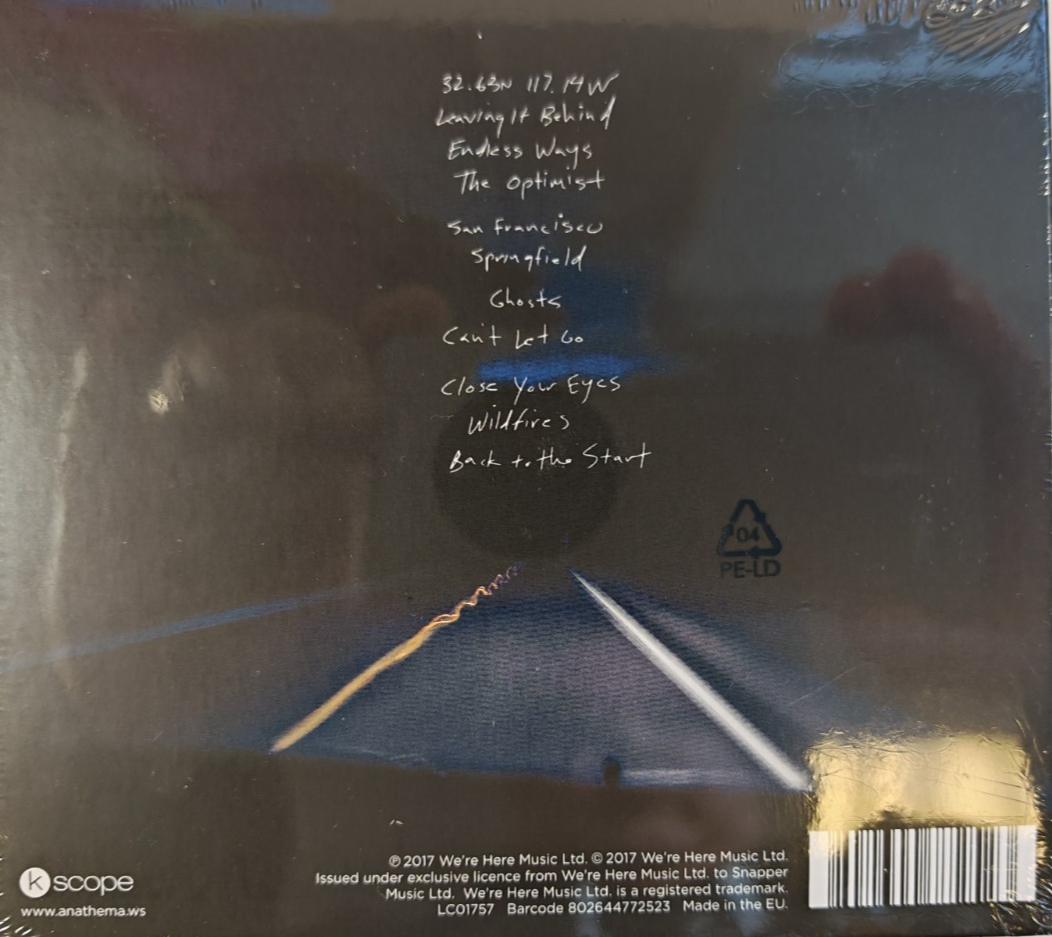 32.63N 117.14W
Leaving It Behind
Endless Ways
The Optimist
San Francisco
Springfield
Ghosts
Can't Let Go
Close Your Eyes
Wildfires
Back to the Start
04
PE-LD
kscope
www.anathema.ws
℗ 2017 We're Here Music Ltd. © 2017 We're Here Music Ltd.
Issued under exclusive licence from We're Here Music Ltd. to Snapper
Music Ltd. We're Here Music Ltd. is a registered trademark.
LC01757 Barcode 802644772523 Made in the EU.